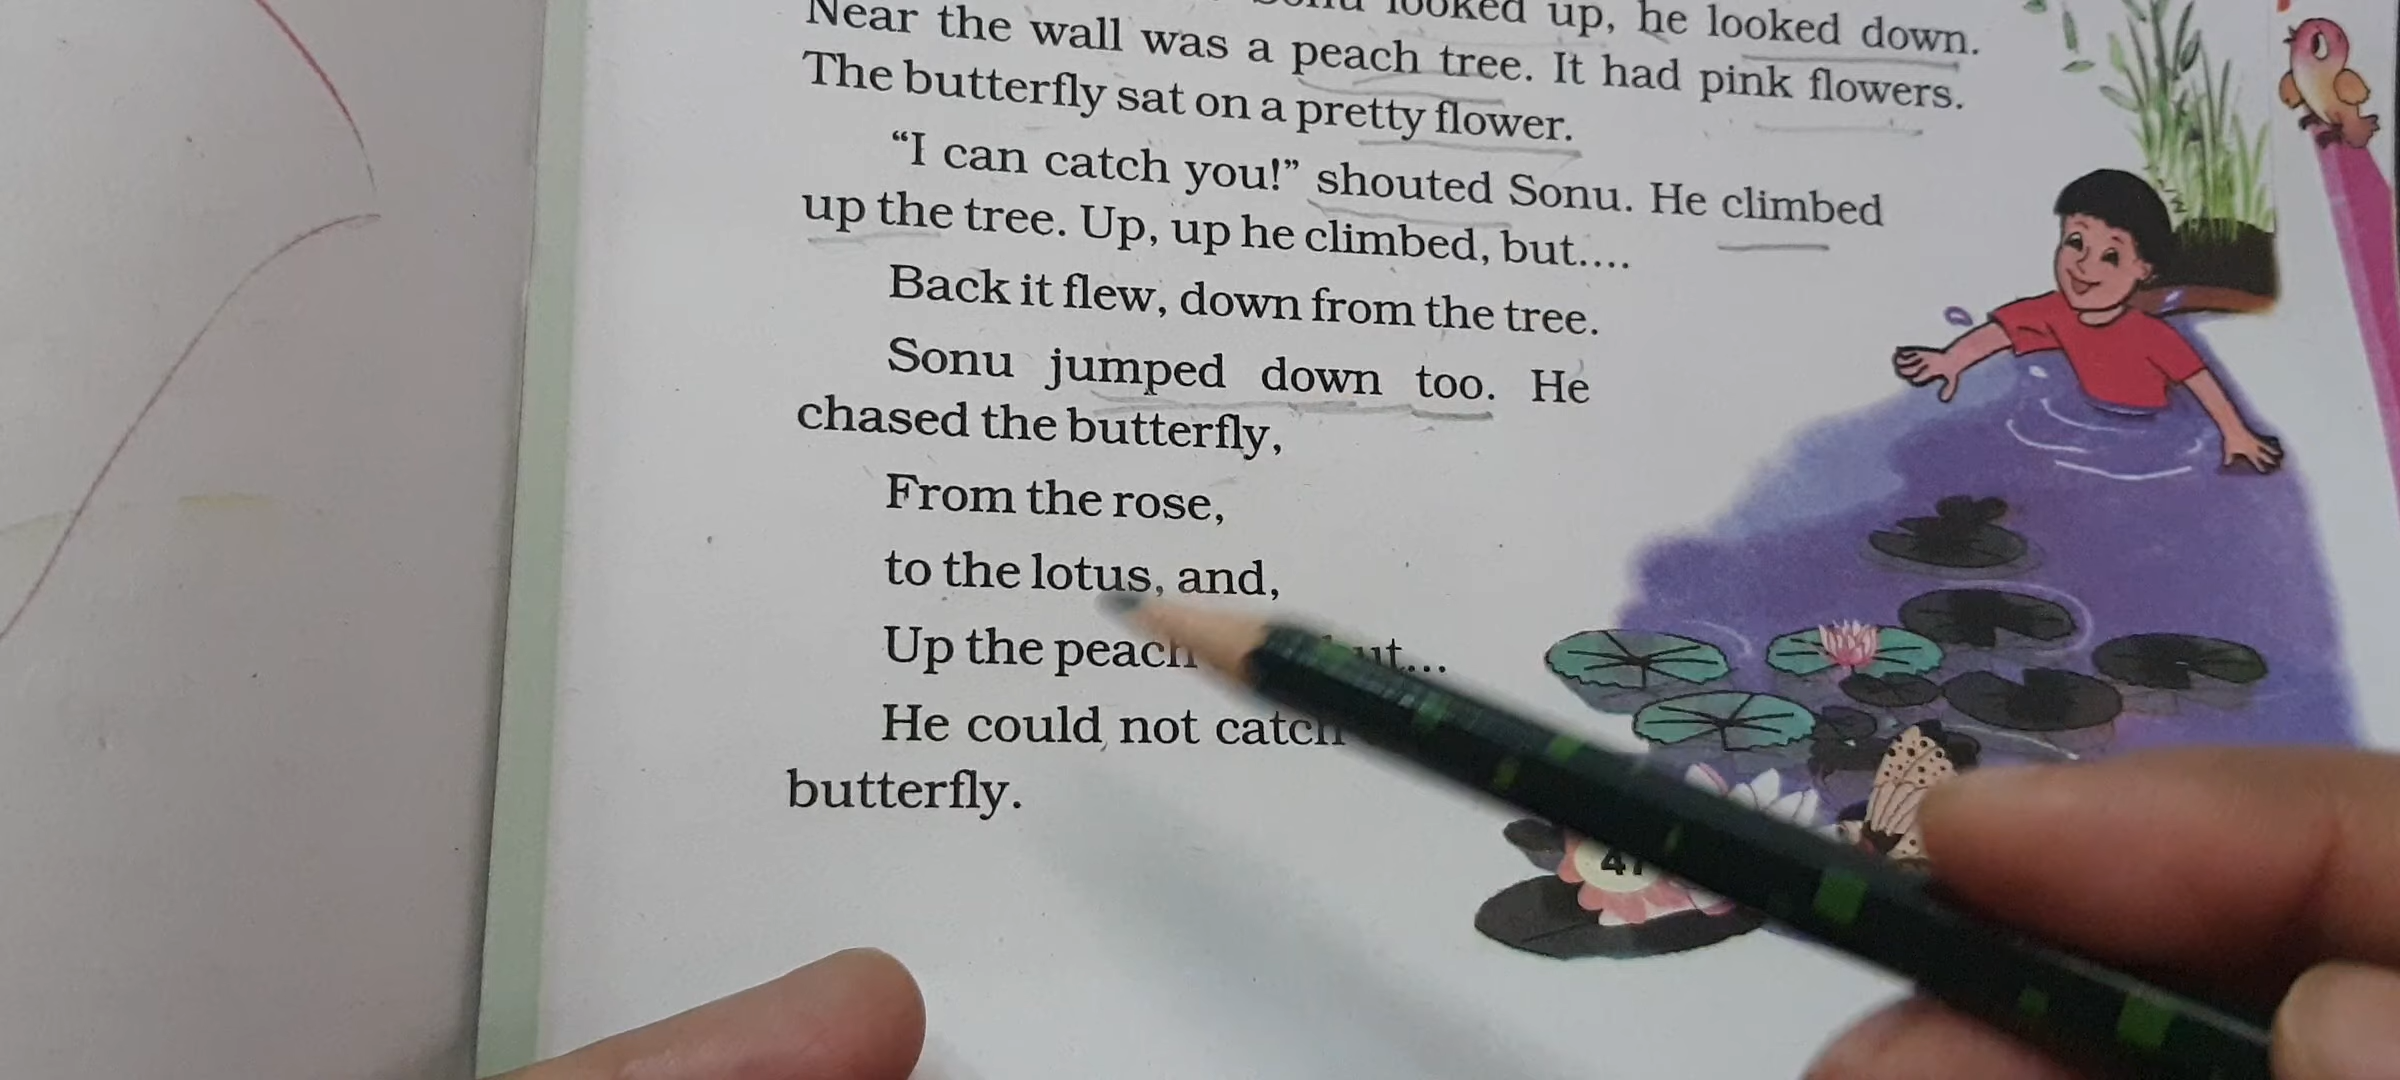 looked up, he looked down.
Near the wall was a peach tree. It had pink flowers.
The butterfly sat on a pretty flower.
“I can catch you!” shouted Sonu. He climbed
up the tree. Up, up he climbed, but....
Back it flew, down from the tree.
Sonu jumped down too. He
chased the butterfly,
From the rose,
to the lotus, and,
Up the peach
He could not catch
butterfly.